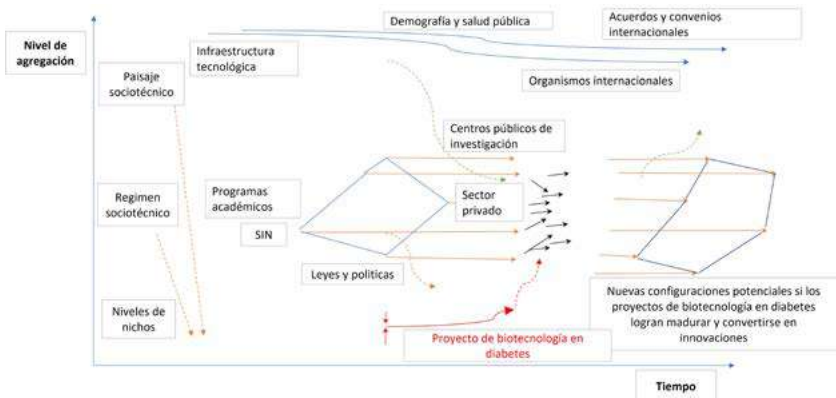 Demografía y salud pública
Acuerdos y convenios
internacionales
Nivel de
agregación
Infraestructura
tecnológica
Paisaje
sociotécnico
Organismos internacionales
Centros públicos de
investigación
Regimen
sociotécnico
Programas
académicos
Sector
privado
SIN
Leyes y politicas
Niveles de
nichos
Nuevas configuraciones potenciales si los
proyectos de biotecnología en diabetes
logran madurar y convertirse en
innovaciones
Proyecto de biotecnología en
diabetes
Tiempo